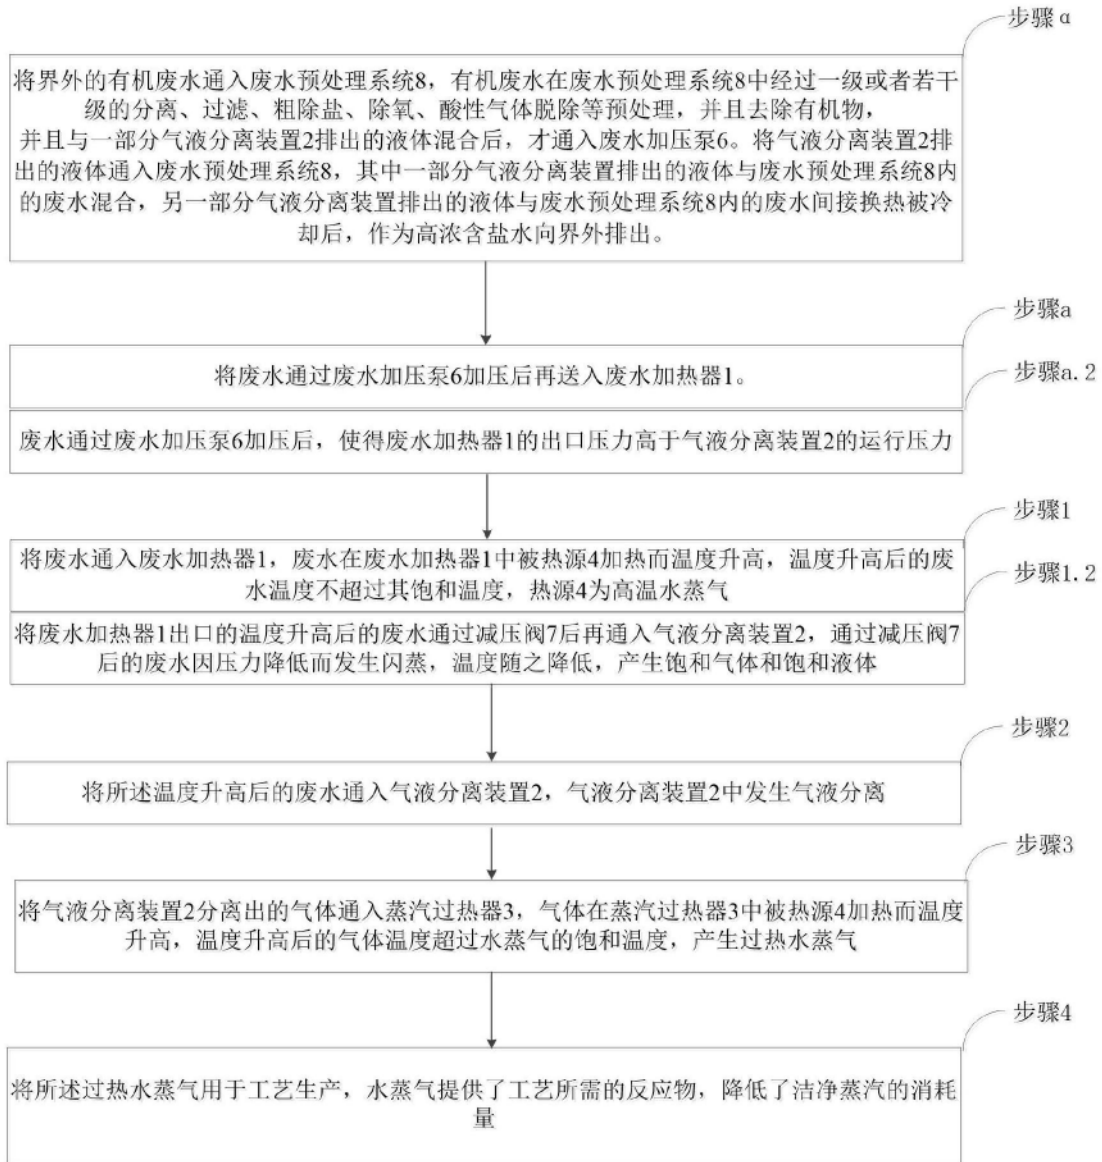 步骤α
将界外的有机废水通入废水预处理系统8，有机废水在废水预处理系统8中经过一级或者若干
级的分离、过滤、粗除盐、除氧、酸性气体脱除等预处理，并且去除有机物，
并且与一部分气液分离装置2排出的液体混合后，才通入废水加压泵6。将气液分离装置2排
出的液体通入废水预处理系统8，其中一部分气液分离装置排出的液体与废水预处理系统8内
的废水混合，另一部分气液分离装置排出的液体与废水预处理系统8内的废水间接换热被冷
却后，作为高浓含盐水向界外排出。
步骤a
将废水通过废水加压泵6加压后再送入废水加热器1。
步骤a.2
废水通过废水加压泵6加压后，使得废水加热器1的出口压力高于气液分离装置2的运行压力
步骤1
将废水通入废水加热器1，废水在废水加热器1中被热源4加热而温度升高，温度升高后的废
水温度不超过其饱和温度，热源4为高温水蒸气
步骤1.2
将废水加热器1出口的温度升高后的废水通过减压阀7后再通入气液分离装置2，通过减压阀7
后的废水因压力降低而发生闪蒸，温度随之降低，产生饱和气体和饱和液体
步骤2
将所述温度升高后的废水通入气液分离装置2，气液分离装置2中发生气液分离
步骤3
将气液分离装置2分离出的气体通入蒸汽过热器3，气体在蒸汽过热器3中被热源4加热而温度
升高，温度升高后的气体温度超过水蒸气的饱和温度，产生过热水蒸气
步骤4
将所述过热水蒸气用于工艺生产，水蒸气提供了工艺所需的反应物，降低了洁净蒸汽的消耗
量